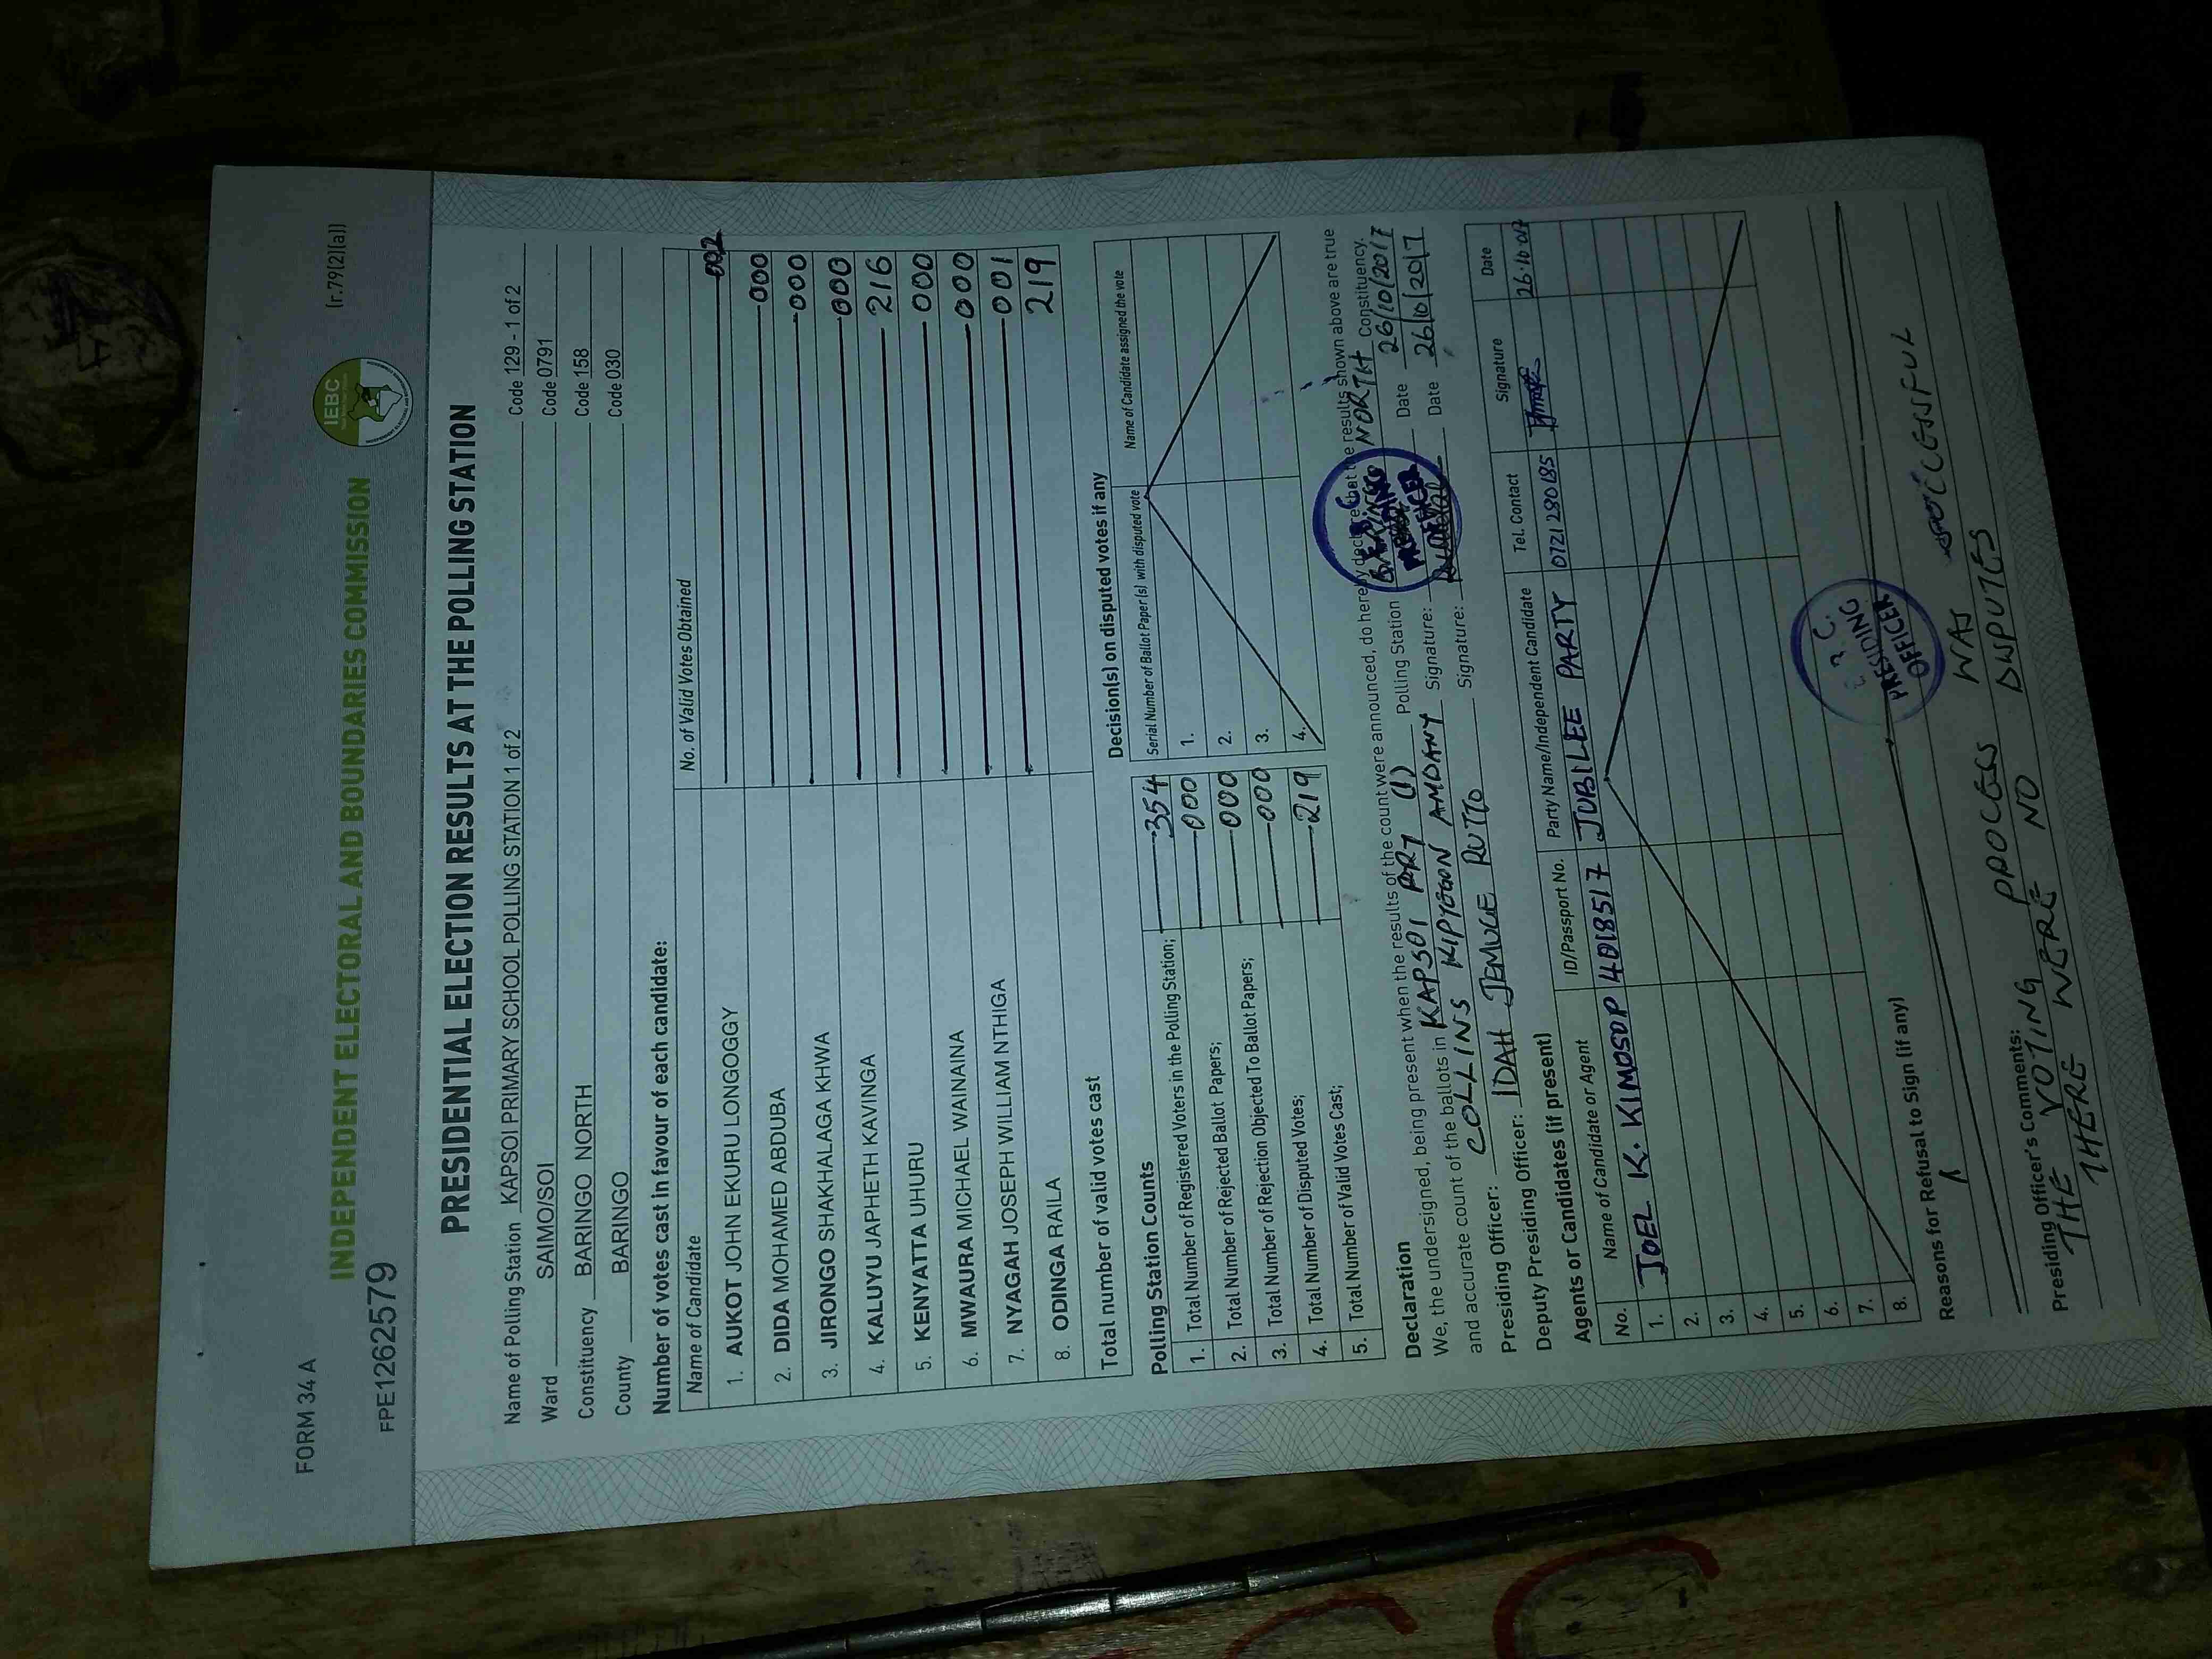 FORM 34 A
(r.79(2)(a))
IEBC
INDEPENDENT ELECTORAL AND BOUNDARIES COMMISSION
FPE1262579
PRESIDENTIAL ELECTION RESULTS AT THE POLLING STATION
Name of Polling Station KAPSOI PRIMARY SCHOOL POLLING STATION 1 of 2 Code 129 - 1 of 2
Ward SAIMO/SOI Code 0791
Constituency BARINGO NORTH Code 158
County BARINGO Code 030
Number of votes cast in favour of each candidate:
Name of Candidate No. of Valid Votes Obtained
1. AUKOT JOHN EKURU LONGOGGY 002
2. DIDA MOHAMED ABDUBA 000
3. JIRONGO SHAKHALAGA KHWA 000
4. KALUYU JAPHETH KAVINGA 000
5. KENYATTA UHURU 216
6. MWAURA MICHAEL WAINAINA 000
7. NYAGAH JOSEPH WILLIAM NTHIGA 000
8. ODINGA RAILA 001
Total number of valid votes cast 219
Polling Station Counts
1. Total Number of Registered Voters in the Polling Station; 354
2. Total Number of Rejected Ballot Papers; 000
3. Total Number of Rejection Objected To Ballot Papers; 000
4. Total Number of Disputed Votes; 000
5. Total Number of Valid Votes Cast; 219
Decision(s) on disputed votes if any
Serial Number of Ballot Paper (s) with disputed vote Name of Candidate assigned the vote
1.
2.
3.
4.
Declaration
We, the undersigned, being present when the results of the count were announced, do hereby declare that the results shown above are true
and accurate count of the ballots in KAPSOI PRY (1) Polling Station BARINGO NORTH Constituency.
Presiding Officer: COLLINS KIPYEGON AMDANY Signature: Date 26/10/2017
Deputy Presiding Officer: IDAH JEMUGE RUTTO Signature: Date 26/10/2017
PRESIDING
OFFICER
Agents or Candidates (if present)
No. Name of Candidate or Agent ID/Passport No. Party Name/Independent Candidate Tel. Contact Signature Date
1. JOEL K. KIMOSOP 4018517 JUBILEE PARTY 0721280185 26.10.017
2.
3.
4.
5.
6.
7.
8.
PRESIDING
OFFICER
Reasons for Refusal to Sign (if any)
Presiding Officer's Comments:
THE VOTING PROCESS WAS SUCCESSFUL
THERE WERE NO DISPUTES